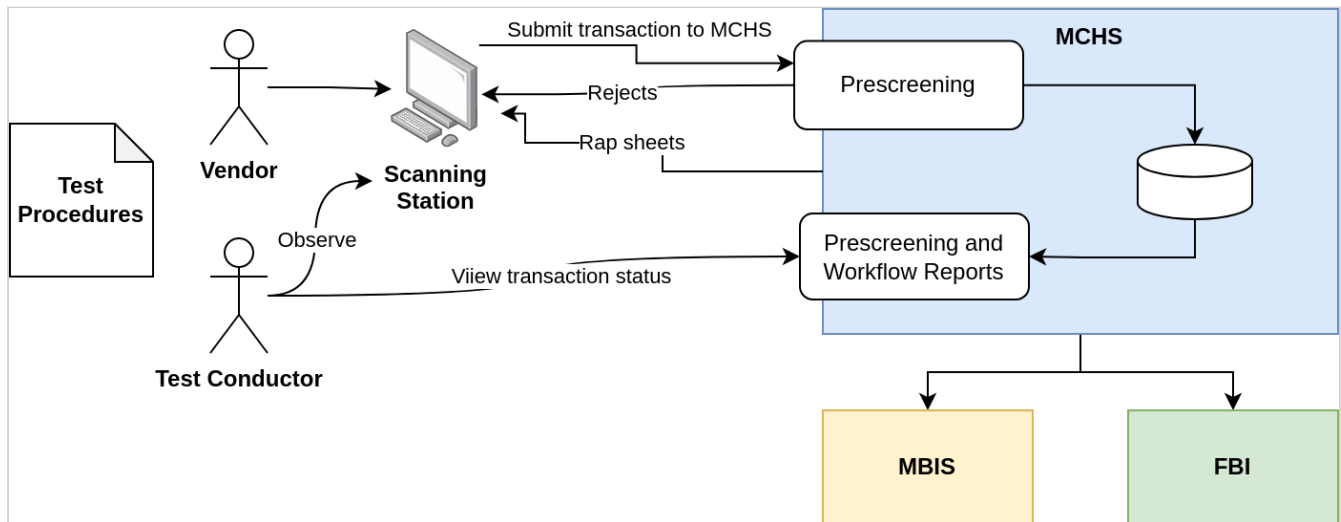 Submit transaction to MCHS
MCHS
Prescreening
Rejects
Rap sheets
Vendor
Scanning
Station
Test
Procedures
Observe
Prescreening and
Workflow Reports
Viiew transaction status
Test Conductor
MBIS
FBI